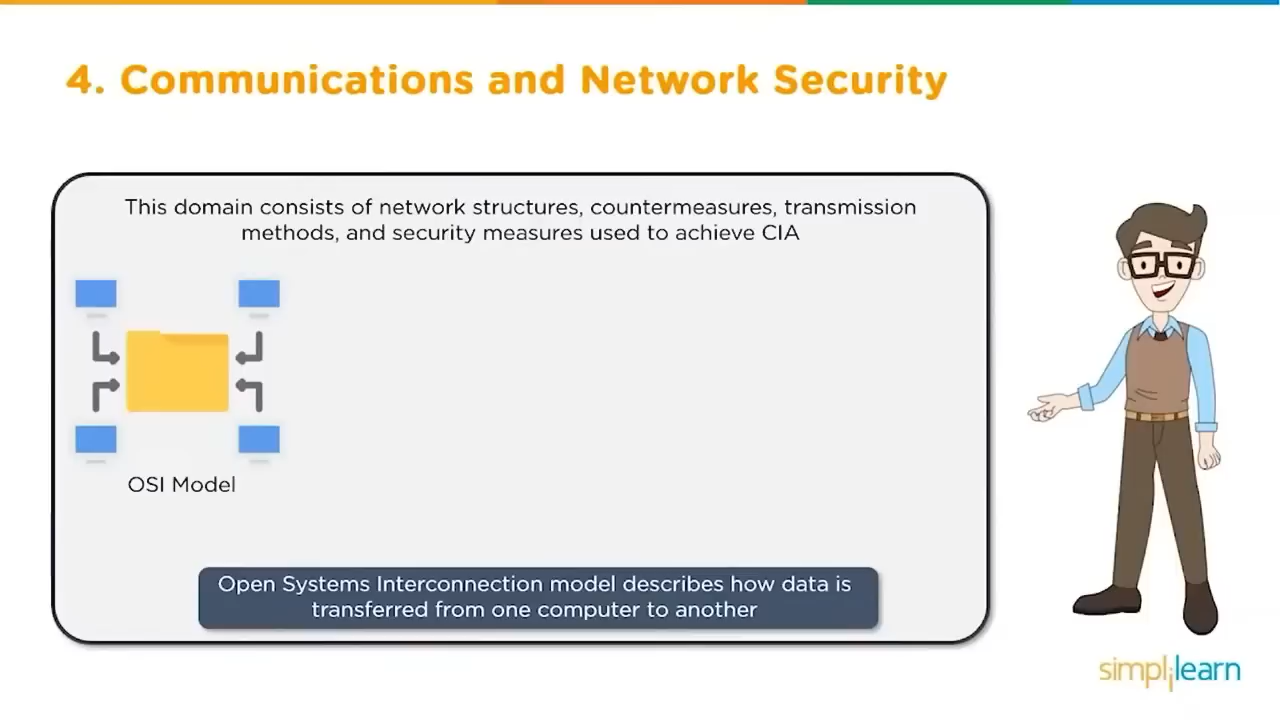 4. Communications and Network Security
This domain consists of network structures, countermeasures, transmission
methods, and security measures used to achieve CIA
OSI Model
Open Systems Interconnection model describes how data is
transferred from one computer to another
simplilearn